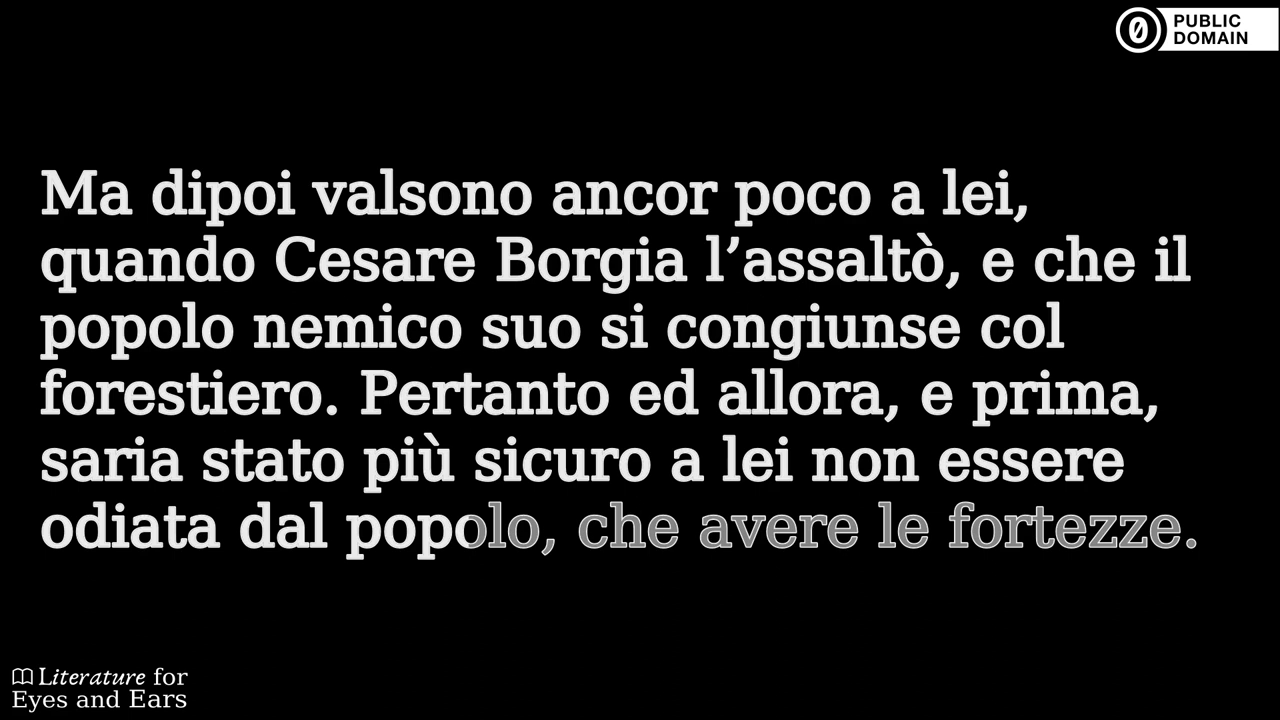 PUBLIC
DOMAIN
Ma dipoi valsono ancor poco a lei,
quando Cesare Borgia l’assaltò, e che il
popolo nemico suo si congiunse col
forestiero. Pertanto ed allora, e prima,
saria stato più sicuro a lei non essere
odiata dal popolo, che avere le fortezze.
Literature for
Eyes and Ears